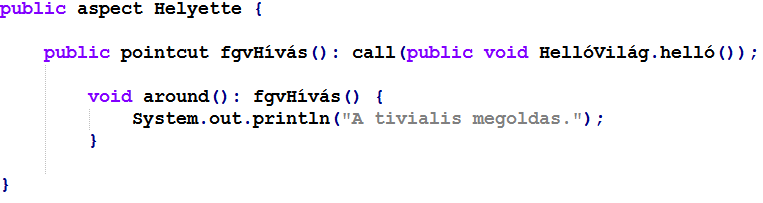 public aspect Helyette {
public pointcut fgvHívás(): call(public void HellóVilág.helló());
void around(): fgvHívás() {
System.out.println("A tivialis megoldas.");
}
}